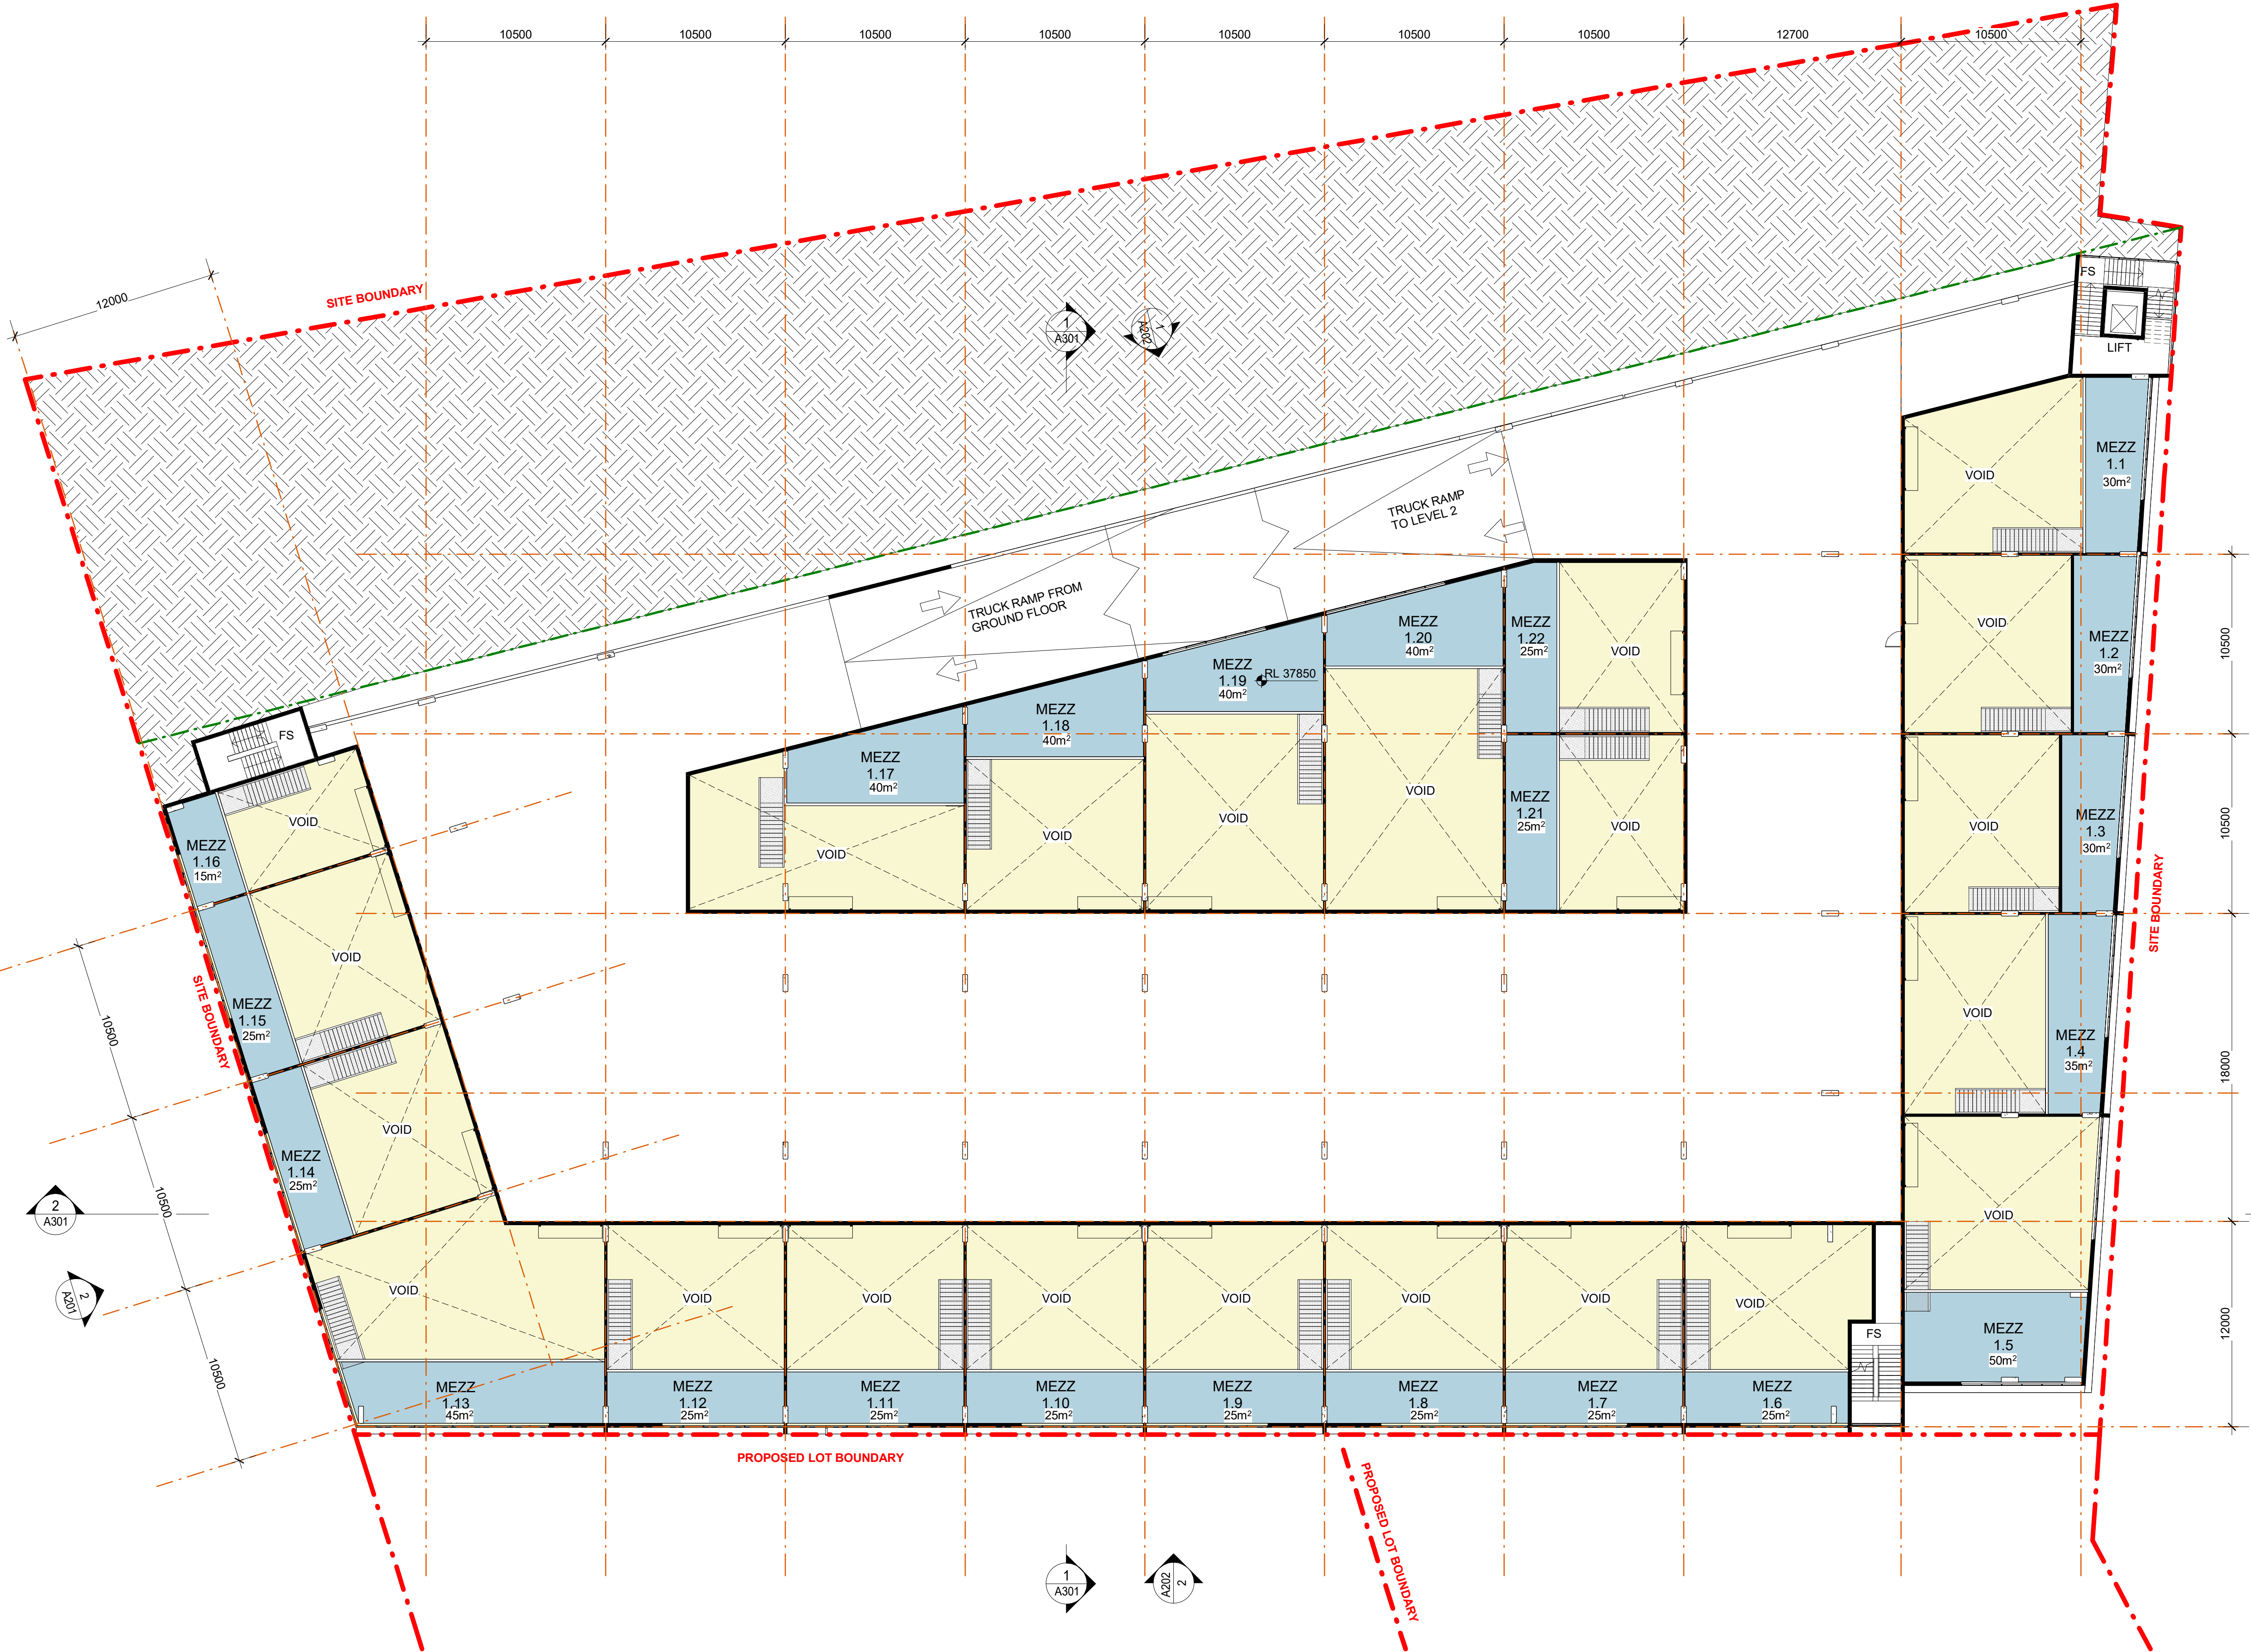 10500
10500
10500
10500
10500
10500
10500
12700
10500
12000
SITE BOUNDARY
1
A301
1
A202
FS
LIFT
MEZZ
1.1
30m²
VOID
TRUCK RAMP
TO LEVEL 2
TRUCK RAMP FROM
GROUND FLOOR
MEZZ
1.2
30m²
VOID
10500
MEZZ
1.22
25m²
VOID
MEZZ
1.20
40m²
VOID
MEZZ
1.19
40m²
RL 37850
VOID
MEZZ
1.18
40m²
VOID
MEZZ
1.17
40m²
VOID
MEZZ
1.21
25m²
VOID
MEZZ
1.3
30m²
VOID
10500
SITE BOUNDARY
FS
VOID
MEZZ
1.16
15m²
VOID
MEZZ
1.15
25m²
SITE BOUNDARY
10500
VOID
MEZZ
1.14
25m²
10500
10500
2
A301
2
A201
VOID
MEZZ
1.4
35m²
18000
VOID
MEZZ
1.5
50m²
12000
VOID
VOID
VOID
VOID
VOID
VOID
VOID
VOID
FS
MEZZ
1.13
45m²
MEZZ
1.12
25m²
MEZZ
1.11
25m²
MEZZ
1.10
25m²
MEZZ
1.9
25m²
MEZZ
1.8
25m²
MEZZ
1.7
25m²
MEZZ
1.6
25m²
PROPOSED LOT BOUNDARY
PROPOSED LOT BOUNDARY
1
A301
A202
2